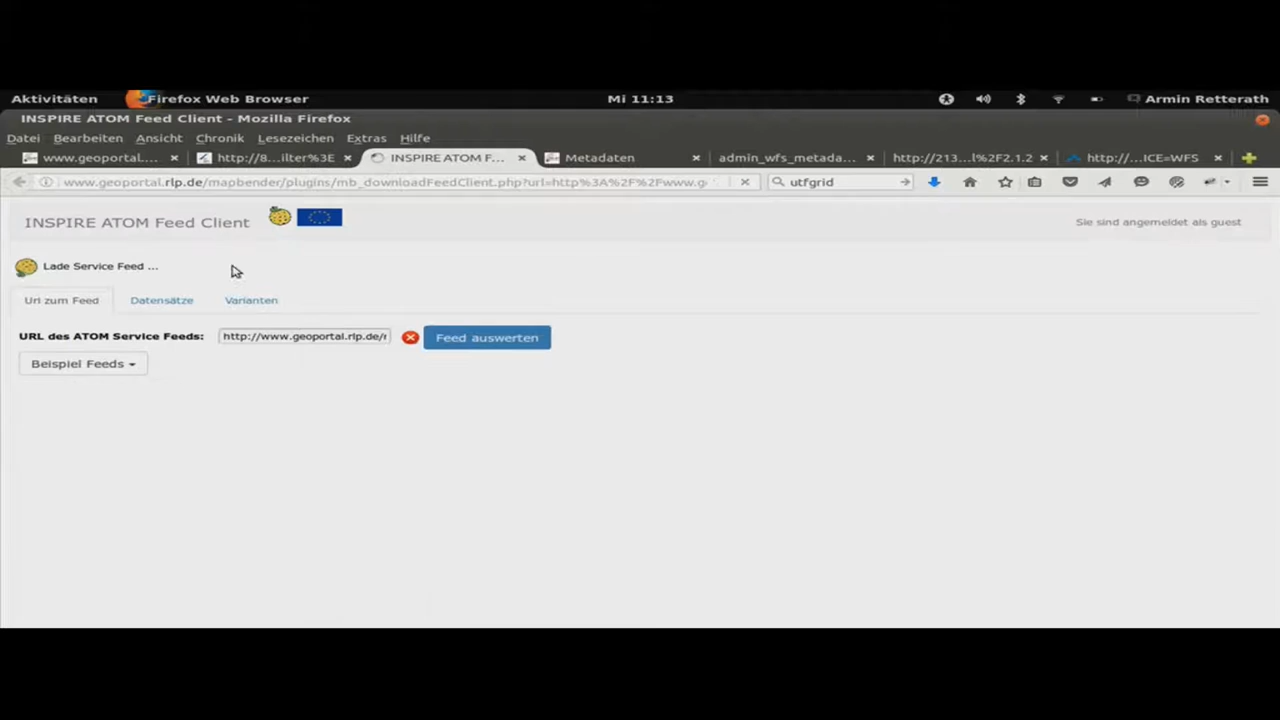 Aktivitäten Firefox Web Browser Mi 11:13 Armin Retterath
INSPIRE ATOM Feed Client - Mozilla Firefox
Datei Bearbeiten Ansicht Chronik Extras Lesezeichen Hilfe
www.geoportal.... http://8...ilter%3E INSPIRE ATOM F... Metadaten admin_wfs_metada... http://213...l%2F2.1.2 http://...ICE=WFS
www.geoportal.rlp.de/mapbender/plugins/mb_downloadFeedClient.php?url=http%3A%2F%2Fwww.g utfgrid
INSPIRE ATOM Feed Client Sie sind angemeldet als guest
Lade Service Feed ...
Url zum Feed Datensätze Varianten
URL des ATOM Service Feeds: http://www.geoportal.rlp.de/ Feed auswerten
Beispiel Feeds